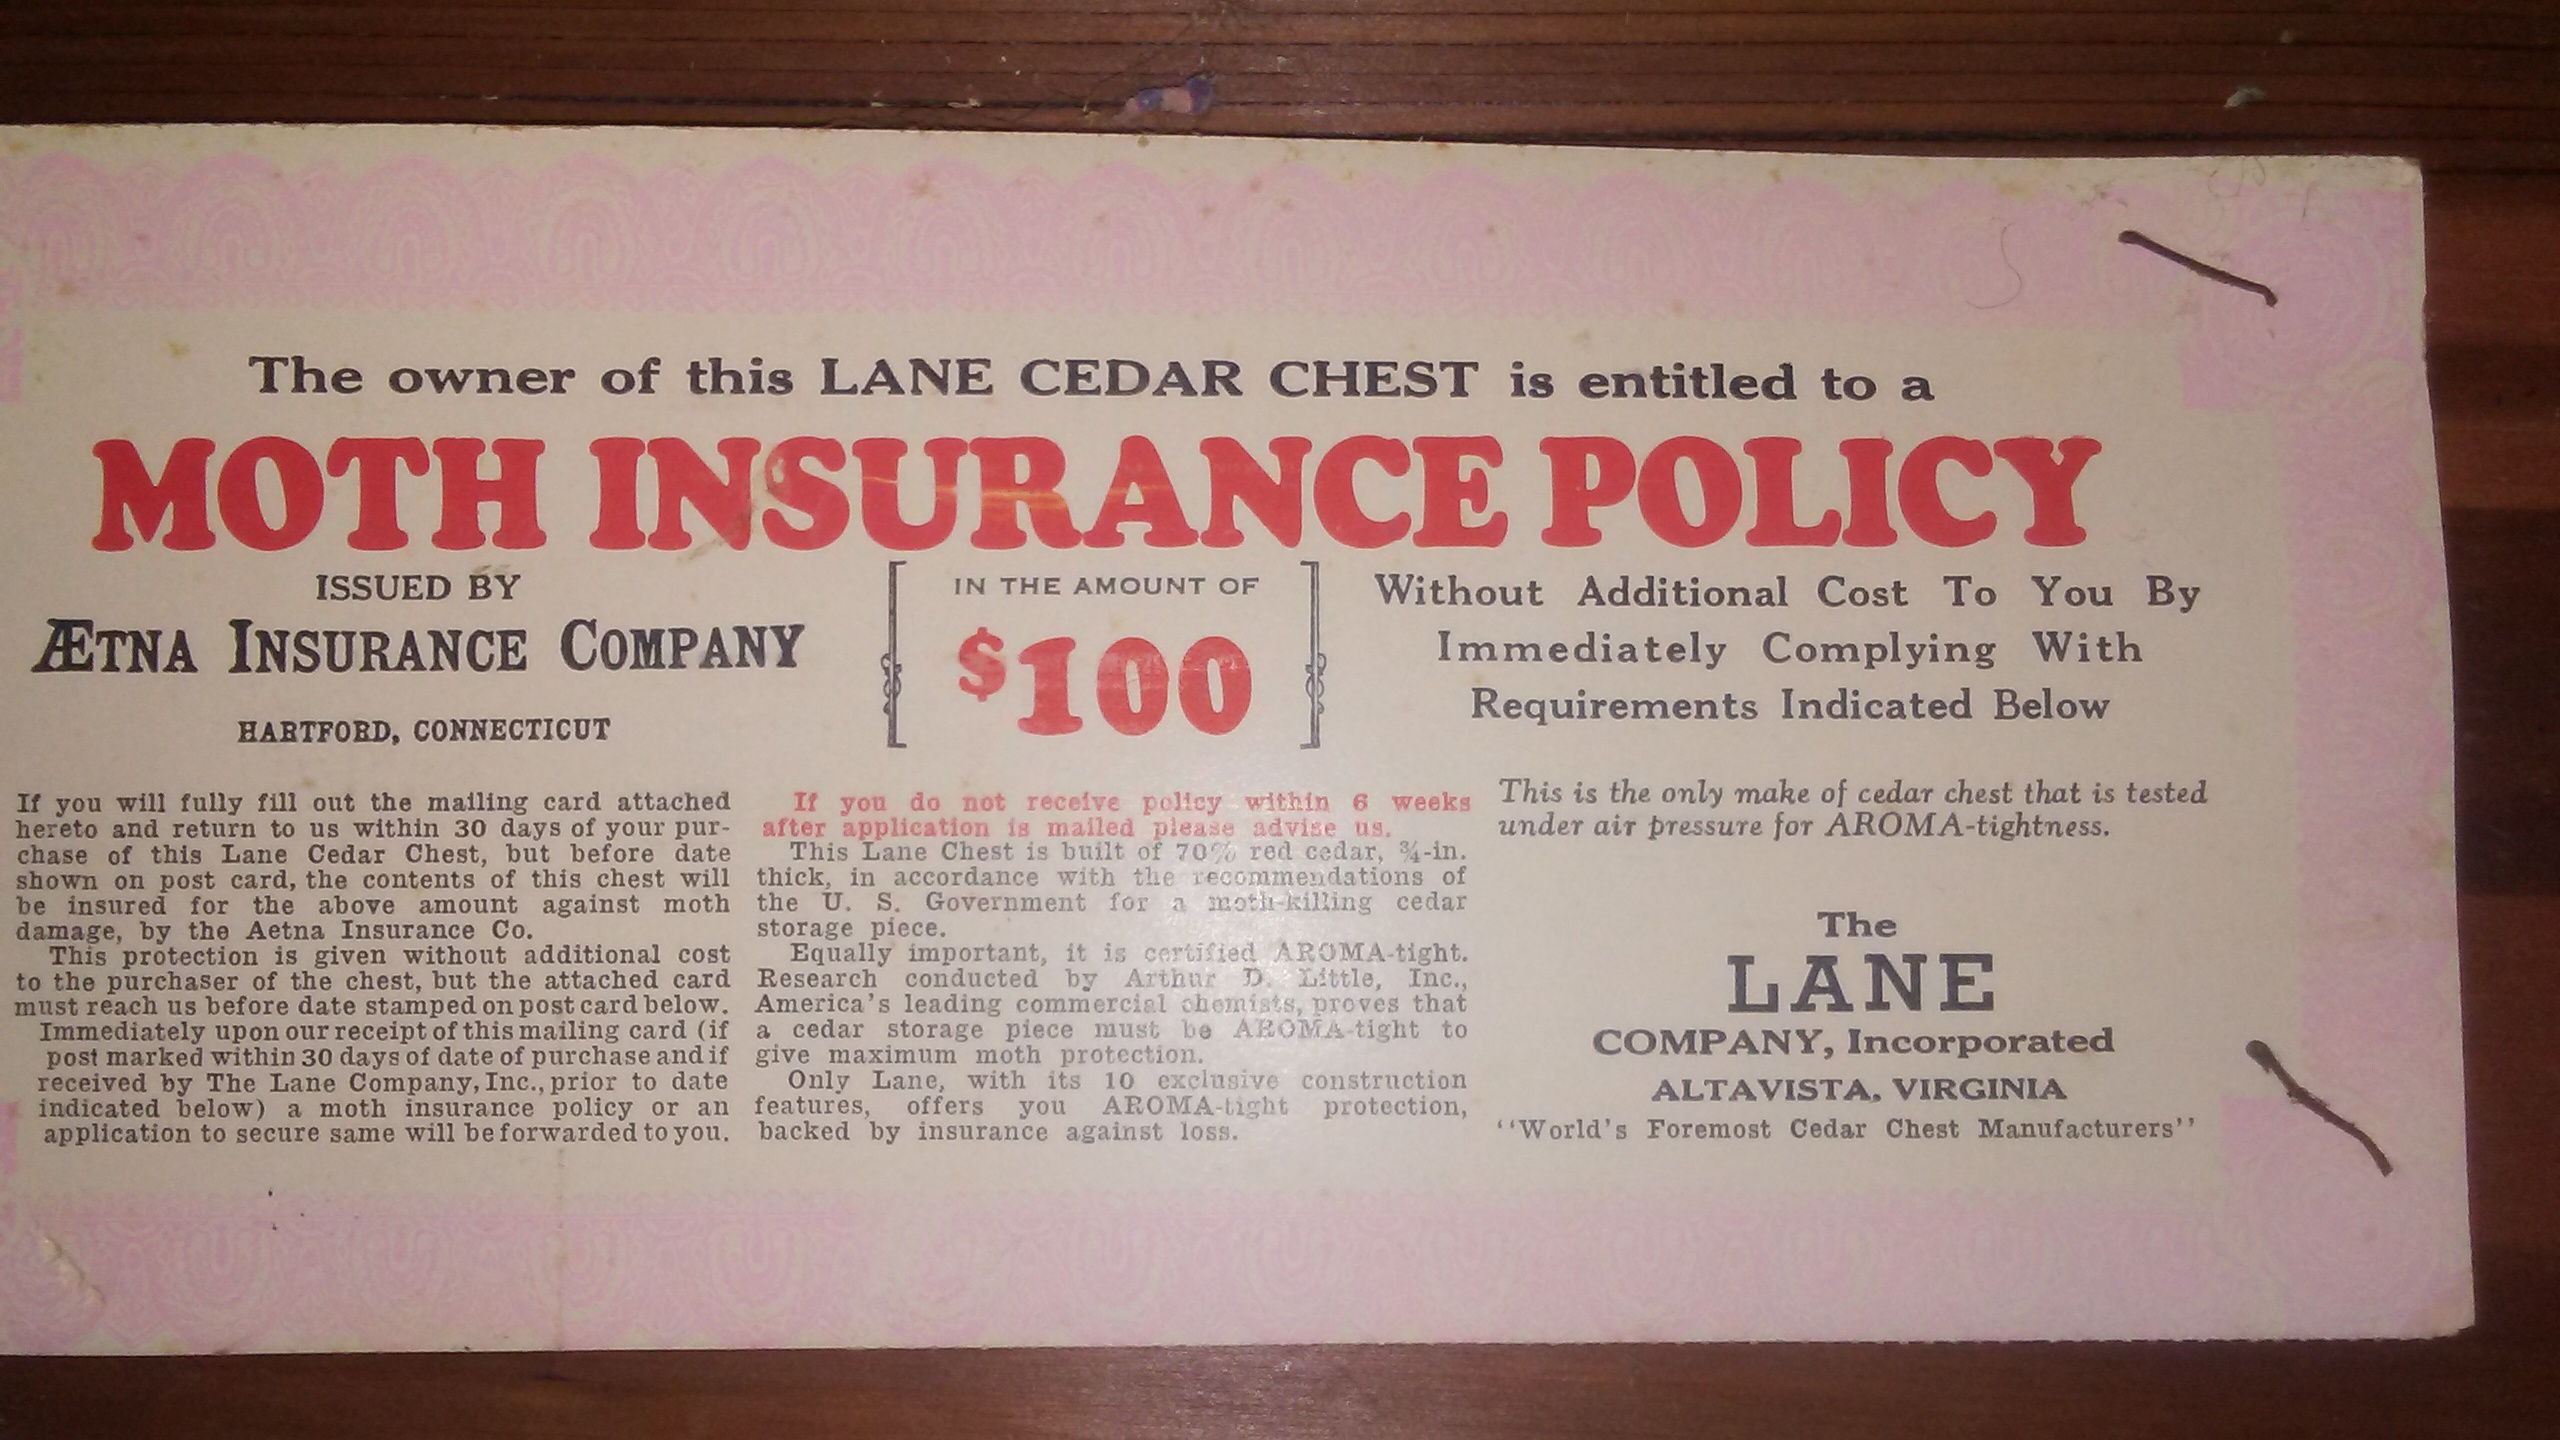 The owner of this LANE CEDAR CHEST is entitled to a
MOTH INSURANCE POLICY
ISSUED BY
ÆTNA INSURANCE COMPANY
HARTFORD, CONNECTICUT
IN THE AMOUNT OF
$100
Without Additional Cost To You By
Immediately Complying With
Requirements Indicated Below
If you will fully fill out the mailing card attached
hereto and return to us within 30 days of your pur-
chase of this Lane Cedar Chest, but before date
shown on post card, the contents of this chest will
be insured for the above amount against moth
damage, by the Aetna Insurance Co.
This protection is given without additional cost
to the purchaser of the chest, but the attached card
must reach us before date stamped on post card below.
Immediately upon our receipt of this mailing card (if
post marked within 30 days of date of purchase and if
received by The Lane Company, Inc., prior to date
indicated below) a moth insurance policy or an
application to secure same will be forwarded to you.
If you do not receive policy within 6 weeks
after application is mailed please advise us.
This Lane Chest is built of 70% red cedar, ¾-in.
thick, in accordance with the recommendations of
the U. S. Government for a moth-killing cedar
storage piece.
Equally important, it is certified AROMA-tight.
Research conducted by Arthur D. Little, Inc.,
America's leading commercial chemists, proves that
a cedar storage piece must be AROMA-tight to
give maximum moth protection.
Only Lane, with its 10 exclusive construction
features, offers you AROMA-tight protection,
backed by insurance against loss.
This is the only make of cedar chest that is tested
under air pressure for AROMA-tightness.
The
LANE
COMPANY, Incorporated
ALTAVISTA, VIRGINIA
"World's Foremost Cedar Chest Manufacturers"